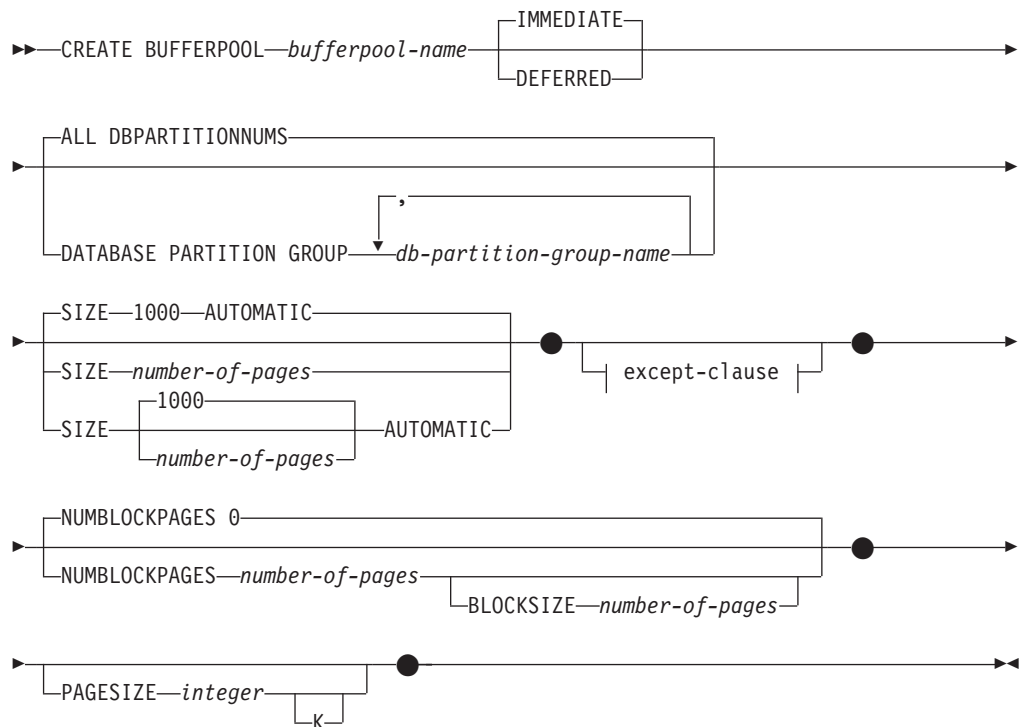 IMMEDIATE
CREATE BUFFERPOOL bufferpool-name
DEFERRED
ALL DBPARTITIONNUMS
,
DATABASE PARTITION GROUP db-partition-group-name
SIZE 1000 AUTOMATIC
except-clause
SIZE number-of-pages
1000
SIZE AUTOMATIC
number-of-pages
NUMBLOCKPAGES 0
NUMBLOCKPAGES number-of-pages
BLOCKSIZE number-of-pages
PAGESIZE integer
K